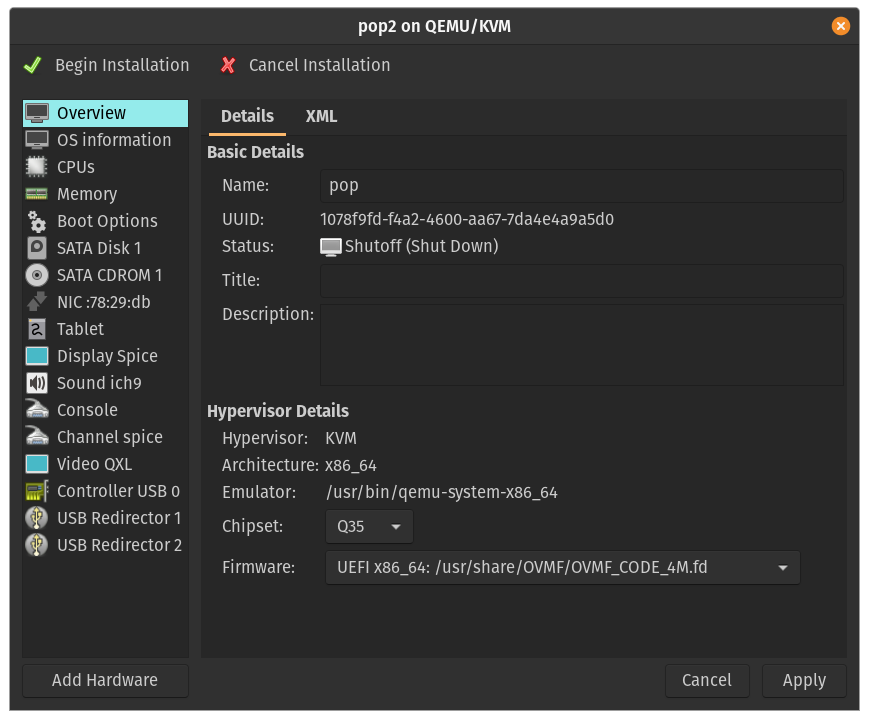 pop2 on QEMU/KVM
Begin Installation
Cancel Installation
Overview
OS information
CPUs
Memory
Boot Options
SATA Disk 1
SATA CDROM 1
NIC :78:29:db
Tablet
Display Spice
Sound ich9
Console
Channel spice
Video QXL
Controller USB 0
USB Redirector 1
USB Redirector 2
Add Hardware
Details XML
Basic Details
Name: pop
UUID: 1078f9fd-f4a2-4600-aa67-7da4e4a9a5d0
Status: Shutoff (Shut Down)
Title:
Description:
Hypervisor Details
Hypervisor: KVM
Architecture: x86_64
Emulator: /usr/bin/qemu-system-x86_64
Chipset: Q35
Firmware: UEFI x86_64: /usr/share/OVMF/OVMF_CODE_4M.fd
Cancel Apply